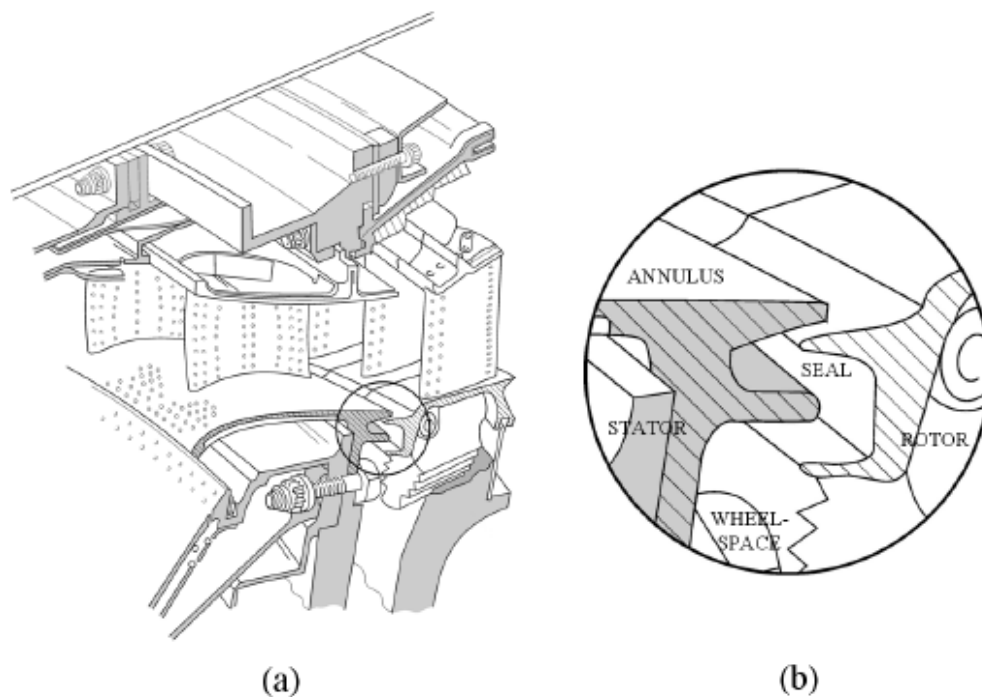 ANNULUS
SEAL
STATOR
ROTOR
WHEEL-
SPACE
(a)
(b)